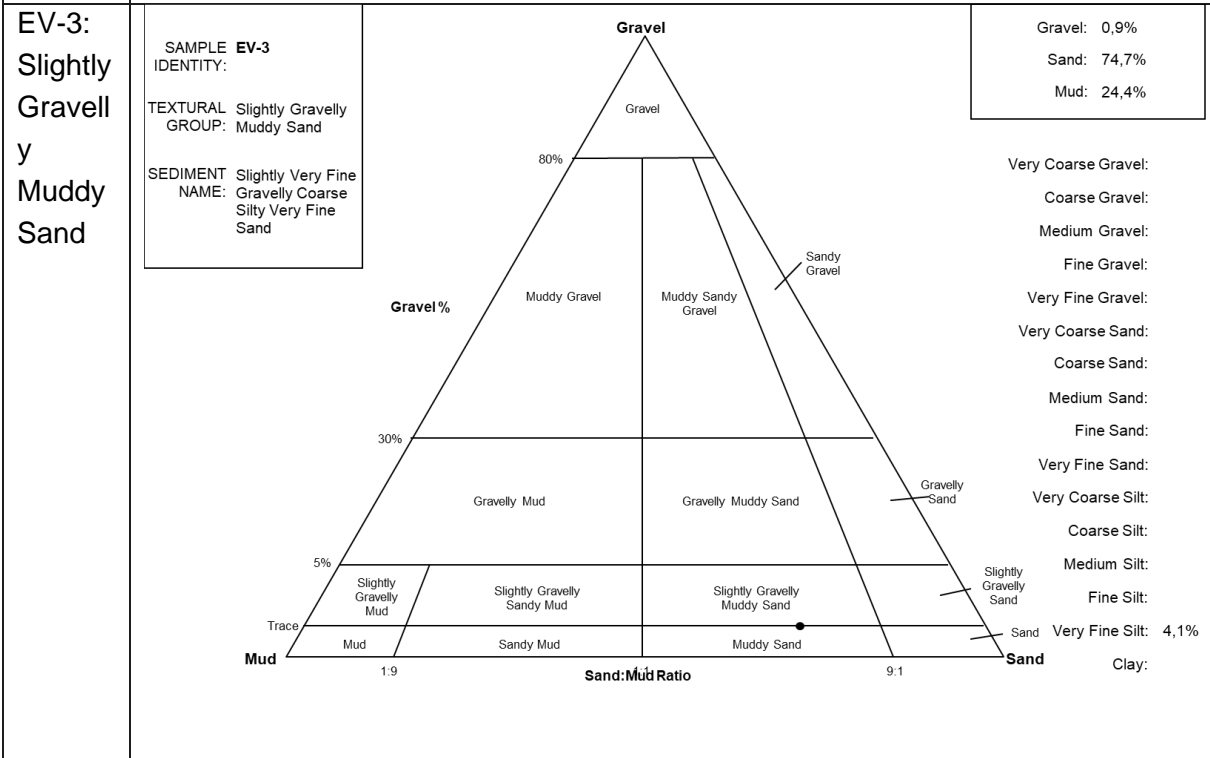 EV-3:
Slightly
Gravell
y
Muddy
Sand
SAMPLE EV-3
IDENTITY:
TEXTURAL Slightly Gravelly
GROUP: Muddy Sand
SEDIMENT Slightly Very Fine
NAME: Gravelly Coarse
Silty Very Fine
Sand
Gravel
Gravel
80%
Sandy
Gravel
Muddy Gravel
Muddy Sandy
Gravel
Gravel %
30%
Gravelly Mud
Gravelly Muddy Sand
Gravelly
Sand
5%
Slightly
Gravelly
Mud
Slightly Gravelly
Sandy Mud
Slightly Gravelly
Muddy Sand
Slightly
Gravelly
Sand
Trace
Mud
Mud
Sandy Mud
Muddy Sand
Sand
Sand
1:9
1:1
Sand:Mud Ratio
9:1
Gravel: 0,9%
Sand: 74,7%
Mud: 24,4%
Very Coarse Gravel:
Coarse Gravel:
Medium Gravel:
Fine Gravel:
Very Fine Gravel:
Very Coarse Sand:
Coarse Sand:
Medium Sand:
Fine Sand:
Very Fine Sand:
Very Coarse Silt:
Coarse Silt:
Medium Silt:
Fine Silt:
Very Fine Silt: 4,1%
Clay: